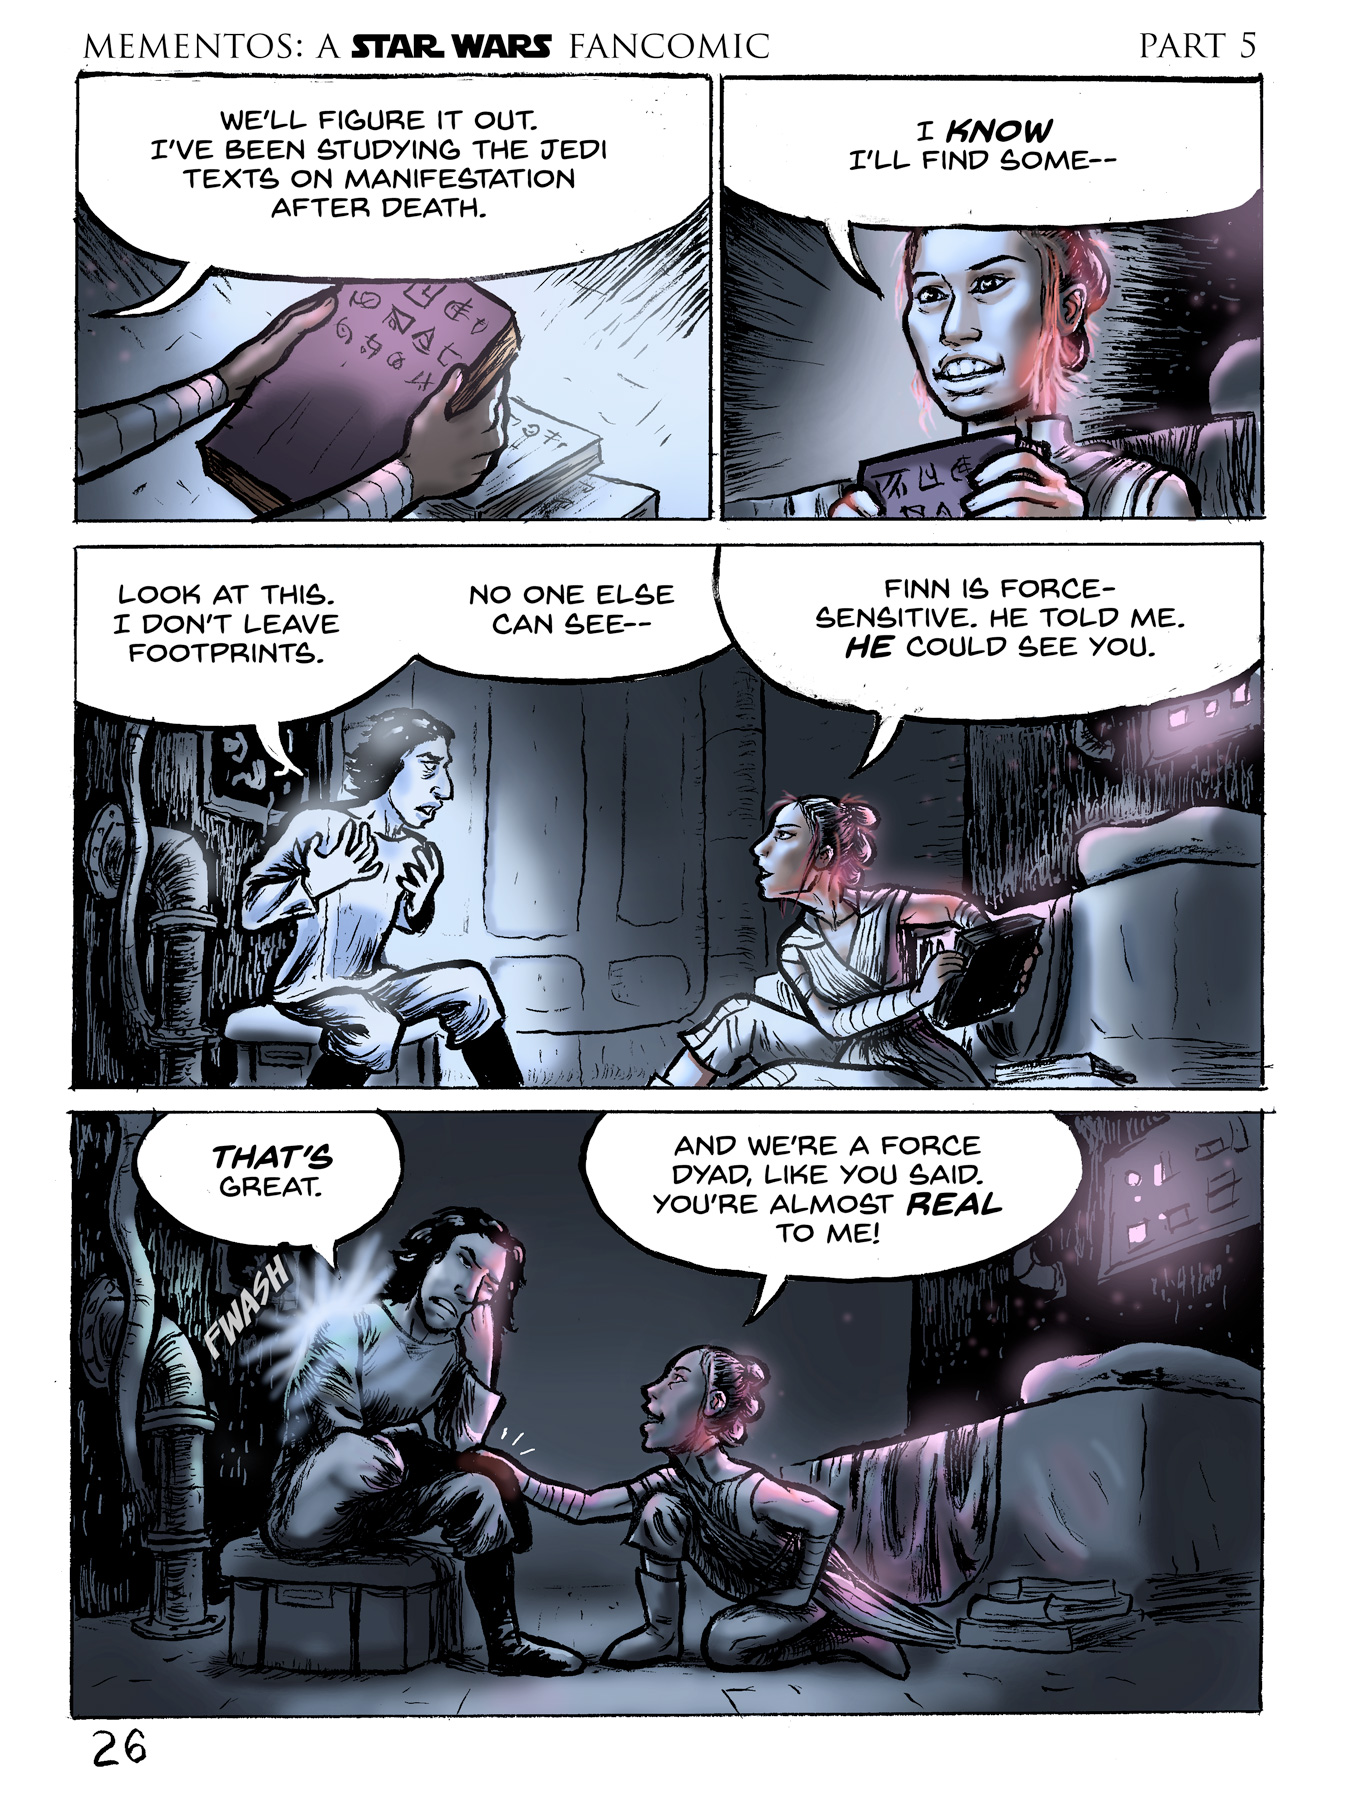 MEMENTOS: A STAR WARS FANCOMIC
PART 5
WE'LL FIGURE IT OUT.
I'VE BEEN STUDYING THE JEDI
TEXTS ON MANIFESTATION
AFTER DEATH.
I KNOW
I'LL FIND SOME--
LOOK AT THIS.
I DON'T LEAVE
FOOTPRINTS.
NO ONE ELSE
CAN SEE--
FINN IS FORCE-
SENSITIVE. HE TOLD ME.
HE COULD SEE YOU.
THAT'S
GREAT.
FWASH
AND WE'RE A FORCE
DYAD, LIKE YOU SAID.
YOU'RE ALMOST REAL
TO ME!
26